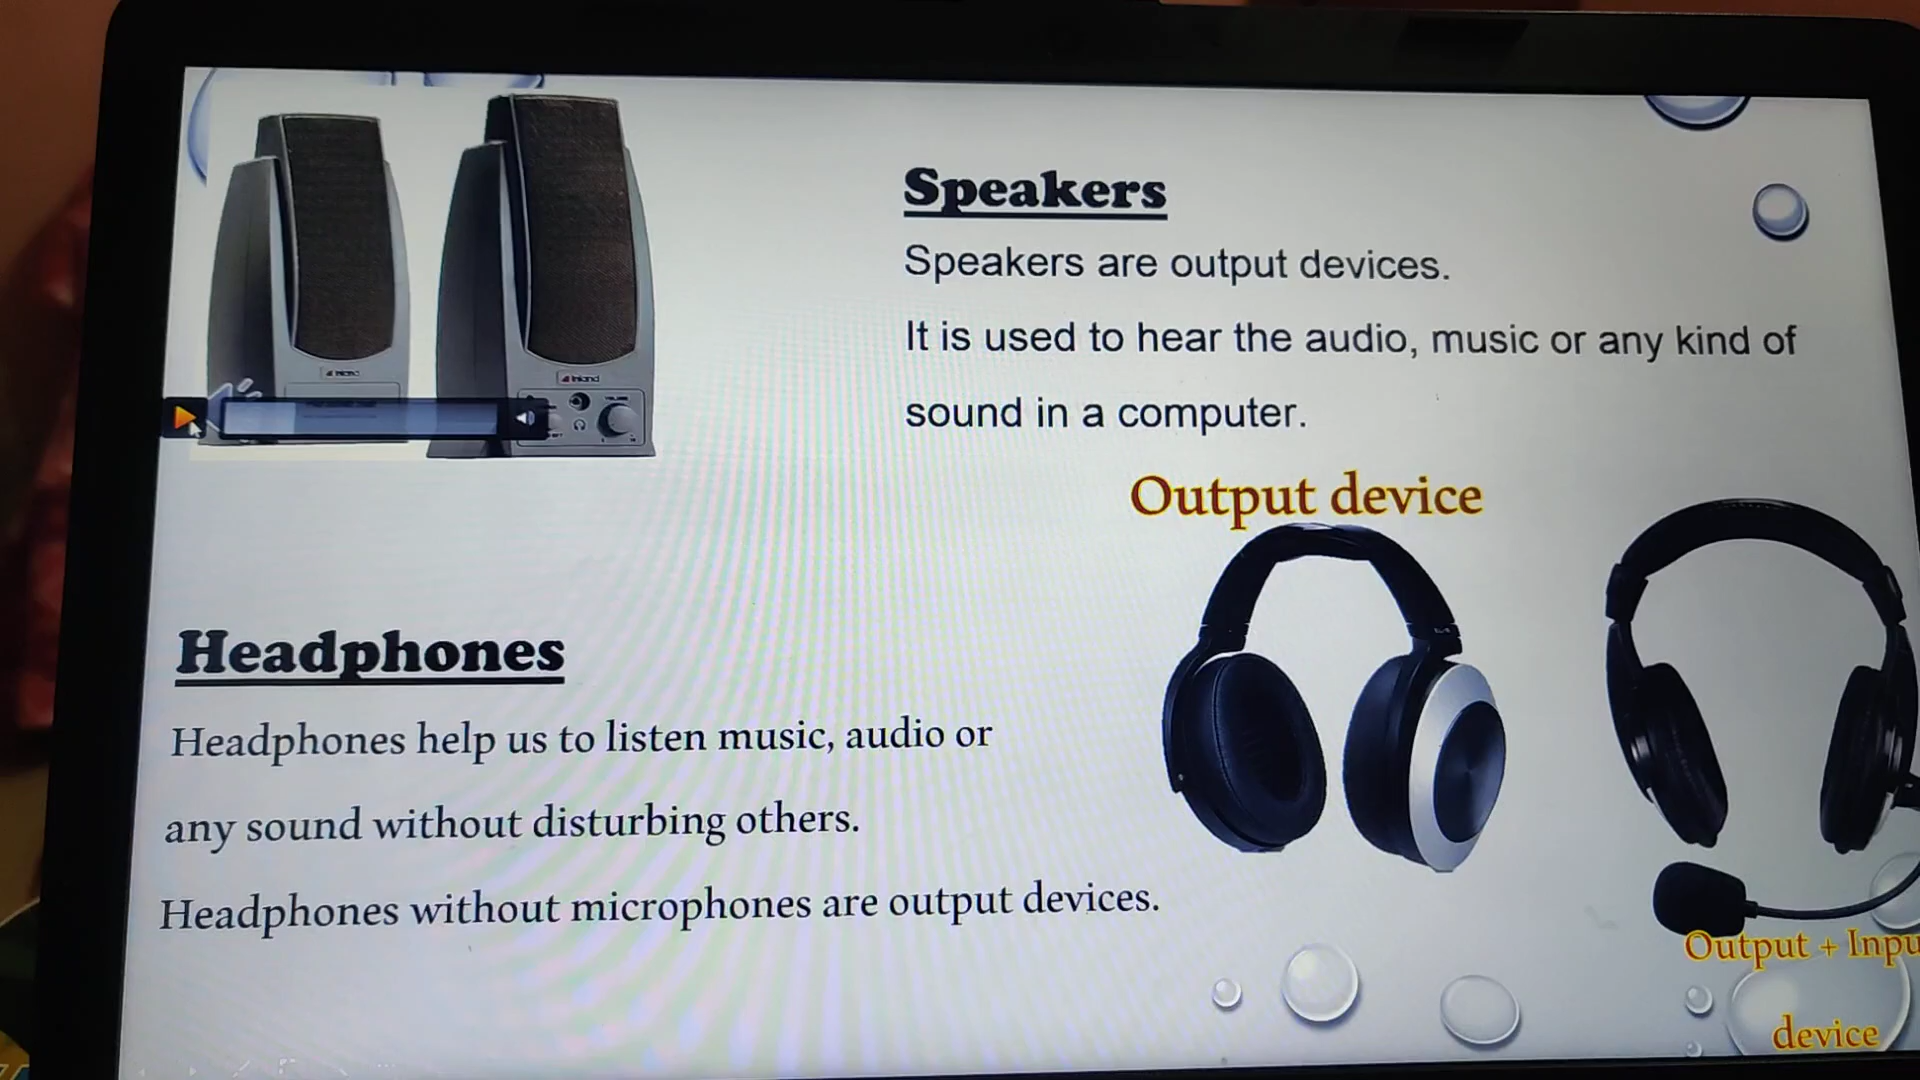 Speakers
Speakers are output devices.
It is used to hear the audio, music or any kind of
sound in a computer.
Output device
Headphones
Headphones help us to listen music, audio or
any sound without disturbing others.
Headphones without microphones are output devices.
Output + Inpu
device